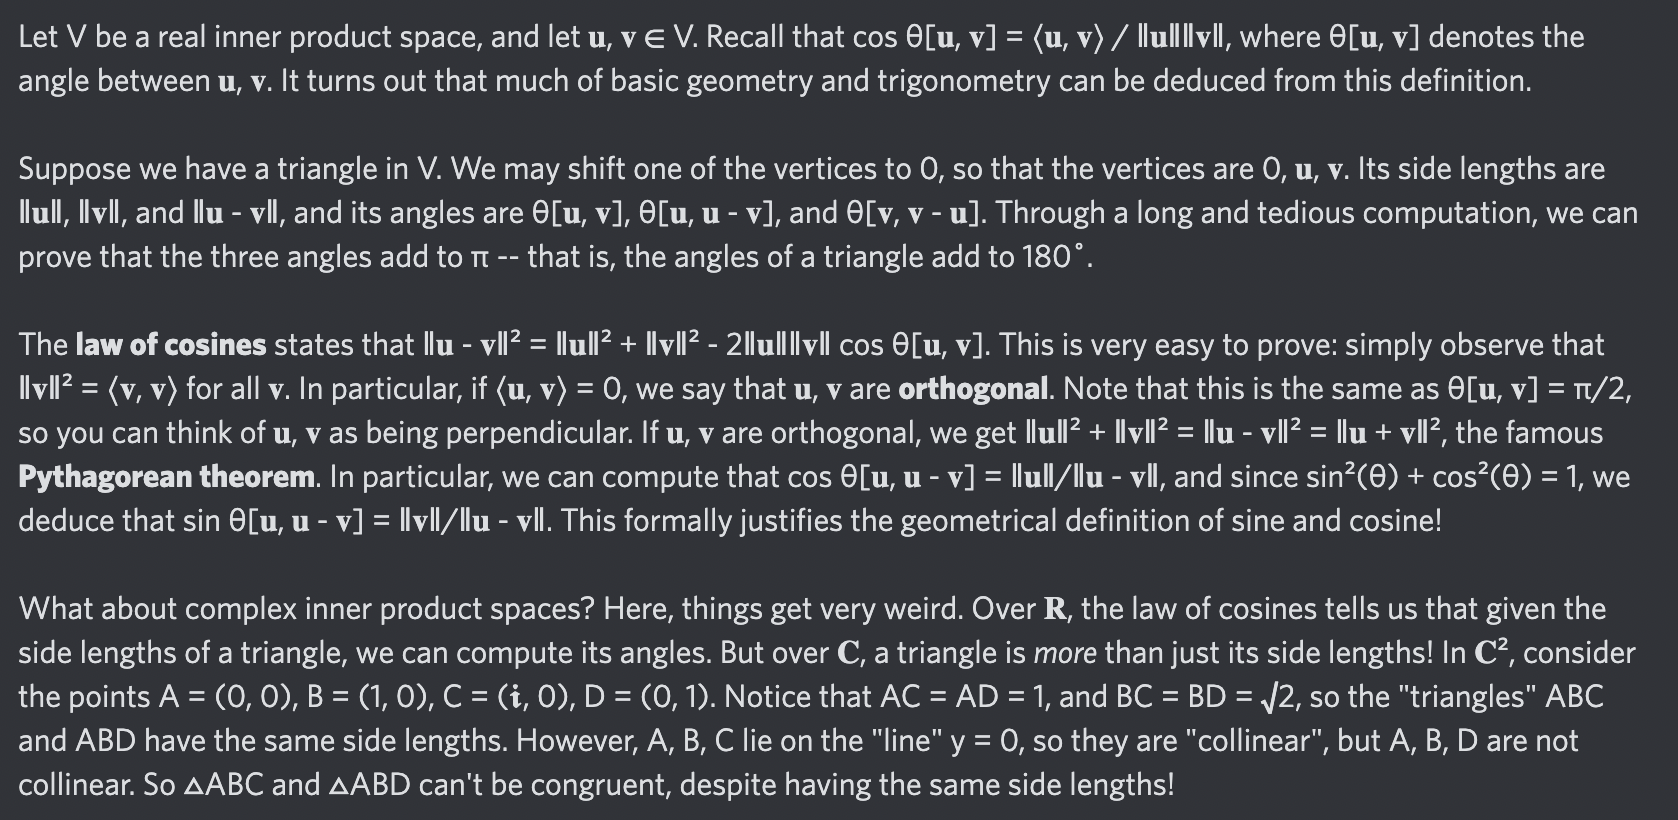 Let V be a real inner product space, and let u, v ∈ V. Recall that cos θ[u, v] = ⟨u, v⟩ / ‖u‖‖v‖, where θ[u, v] denotes the
angle between u, v. It turns out that much of basic geometry and trigonometry can be deduced from this definition.
Suppose we have a triangle in V. We may shift one of the vertices to 0, so that the vertices are 0, u, v. Its side lengths are
‖u‖, ‖v‖, and ‖u - v‖, and its angles are θ[u, v], θ[u, u - v], and θ[v, v - u]. Through a long and tedious computation, we can
prove that the three angles add to π -- that is, the angles of a triangle add to 180˚.
The law of cosines states that ‖u - v‖² = ‖u‖² + ‖v‖² - 2‖u‖‖v‖ cos θ[u, v]. This is very easy to prove: simply observe that
‖v‖² = ⟨v, v⟩ for all v. In particular, if ⟨u, v⟩ = 0, we say that u, v are orthogonal. Note that this is the same as θ[u, v] = π/2,
so you can think of u, v as being perpendicular. If u, v are orthogonal, we get ‖u‖² + ‖v‖² = ‖u - v‖² = ‖u + v‖², the famous
Pythagorean theorem. In particular, we can compute that cos θ[u, u - v] = ‖u‖/‖u - v‖, and since sin²(θ) + cos²(θ) = 1, we
deduce that sin θ[u, u - v] = ‖v‖/‖u - v‖. This formally justifies the geometrical definition of sine and cosine!
What about complex inner product spaces? Here, things get very weird. Over R, the law of cosines tells us that given the
side lengths of a triangle, we can compute its angles. But over C, a triangle is more than just its side lengths! In C², consider
the points A = (0, 0), B = (1, 0), C = (i, 0), D = (0, 1). Notice that AC = AD = 1, and BC = BD = √2, so the "triangles" ABC
and ABD have the same side lengths. However, A, B, C lie on the "line" y = 0, so they are "collinear", but A, B, D are not
collinear. So △ABC and △ABD can't be congruent, despite having the same side lengths!